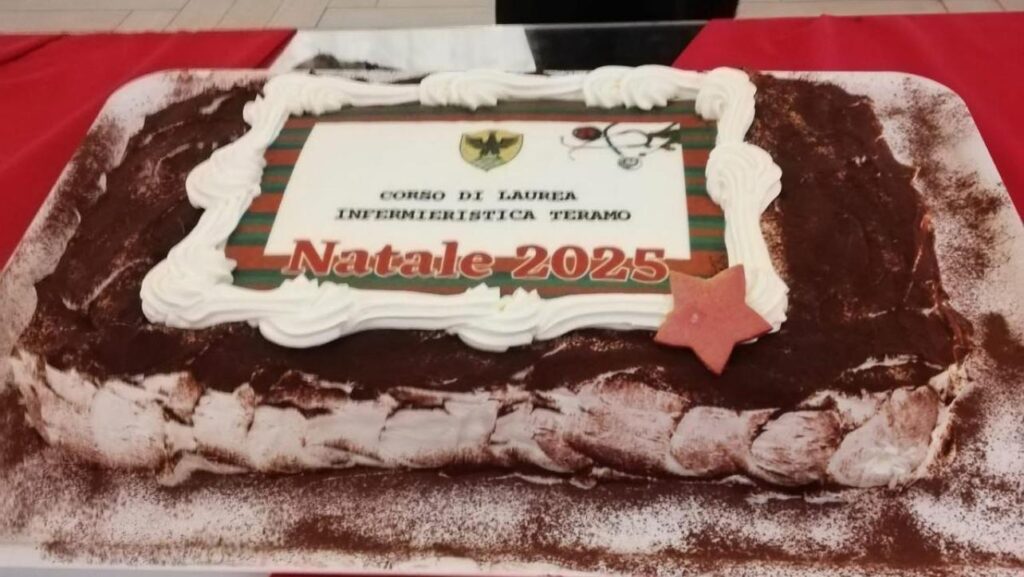 CORSO DI LAUREA
INFERMIERISTICA TERAMO
Natale 2025